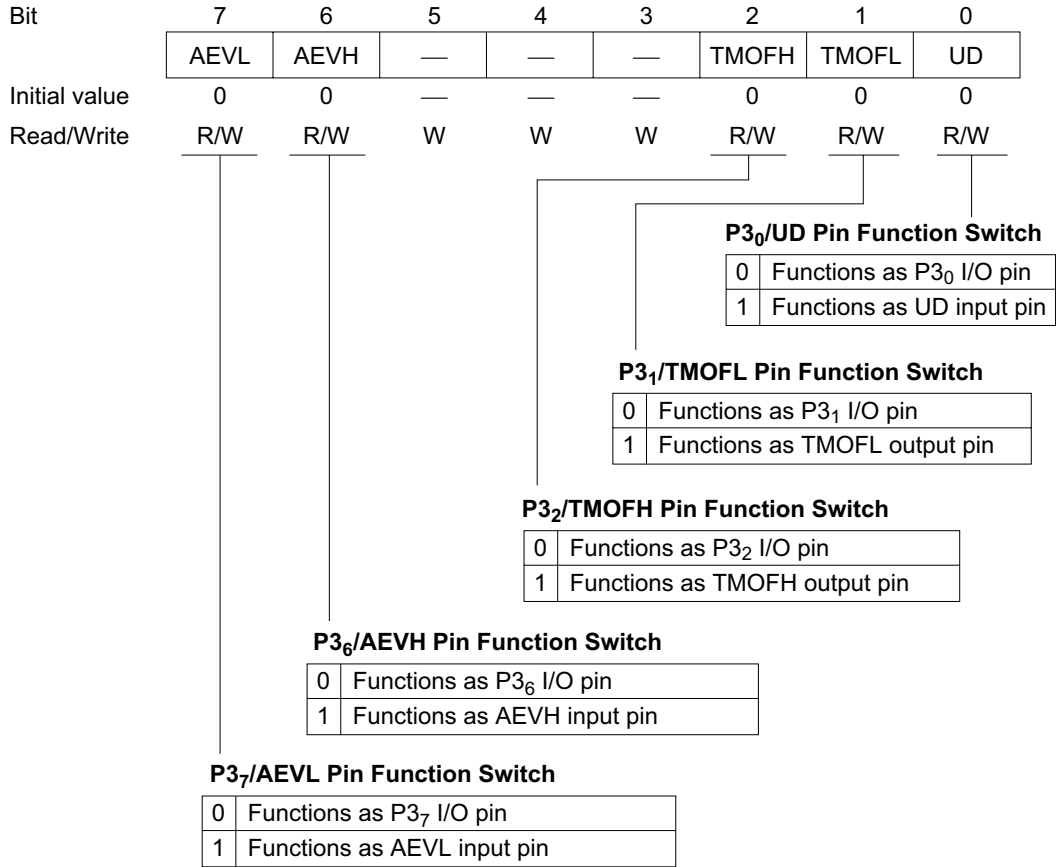 Bit 7 6 5 4 3 2 1 0
AEVL AEVH — — — TMOFH TMOFL UD
Initial value 0 0 — — — 0 0 0
Read/Write R/W R/W W W W R/W R/W R/W
P3₀/UD Pin Function Switch
0 Functions as P3₀ I/O pin
1 Functions as UD input pin
P3₁/TMOFL Pin Function Switch
0 Functions as P3₁ I/O pin
1 Functions as TMOFL output pin
P3₂/TMOFH Pin Function Switch
0 Functions as P3₂ I/O pin
1 Functions as TMOFH output pin
P3₆/AEVH Pin Function Switch
0 Functions as P3₆ I/O pin
1 Functions as AEVH input pin
P3₇/AEVL Pin Function Switch
0 Functions as P3₇ I/O pin
1 Functions as AEVL input pin